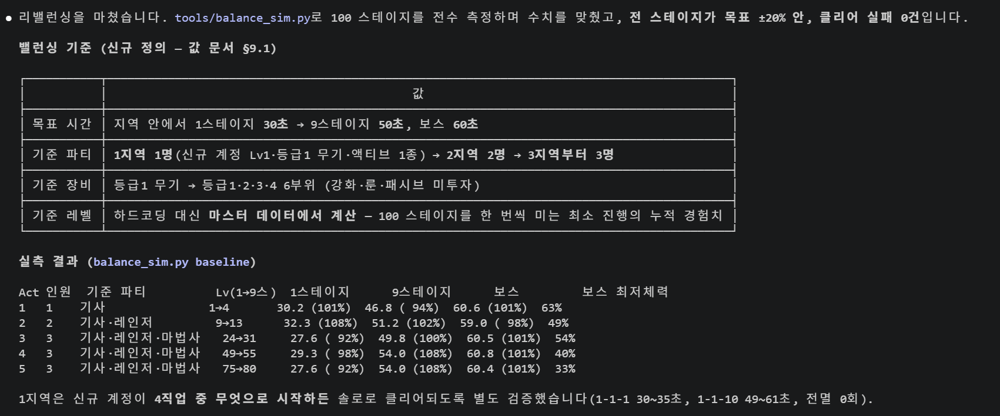 ● 리밸런싱을 마쳤습니다. tools/balance_sim.py로 100 스테이지를 전수 측정하며 수치를 맞췄고, 전 스테이지가 목표 ±20% 안, 클리어 실패 0건입니다.
밸런싱 기준 (신규 정의 — 값 문서 §9.1)
값
목표 시간 지역 안에서 1스테이지 30초 → 9스테이지 50초, 보스 60초
기준 파티 1지역 1명(신규 계정 Lv1·등급1 무기·액티브 1종) → 2지역 2명 → 3지역부터 3명
기준 장비 등급1 무기 → 등급1·2·3·4 6부위 (강화·룬·패시브 미투자)
기준 레벨 하드코딩 대신 마스터 데이터에서 계산 — 100 스테이지를 한 번씩 미는 최소 진행의 누적 경험치
실측 결과 (balance_sim.py baseline)
Act 인원 기준 파티 Lv(1→9스) 1스테이지 9스테이지 보스 보스 최저체력
1 1 기사 1→4 30.2 (101%) 46.8 ( 94%) 60.6 (101%) 63%
2 2 기사·레인저 9→13 32.3 (108%) 51.2 (102%) 59.0 ( 98%) 49%
3 3 기사·레인저·마법사 24→31 27.6 ( 92%) 49.8 (100%) 60.5 (101%) 54%
4 3 기사·레인저·마법사 49→55 29.3 ( 98%) 54.0 (108%) 60.8 (101%) 40%
5 3 기사·레인저·마법사 75→80 27.6 ( 92%) 54.0 (108%) 60.4 (101%) 33%
1지역은 신규 계정이 4직업 중 무엇으로 시작하든 솔로로 클리어되도록 별도 검증했습니다(1-1-1 30~35초, 1-1-10 49~61초, 전멸 0회).